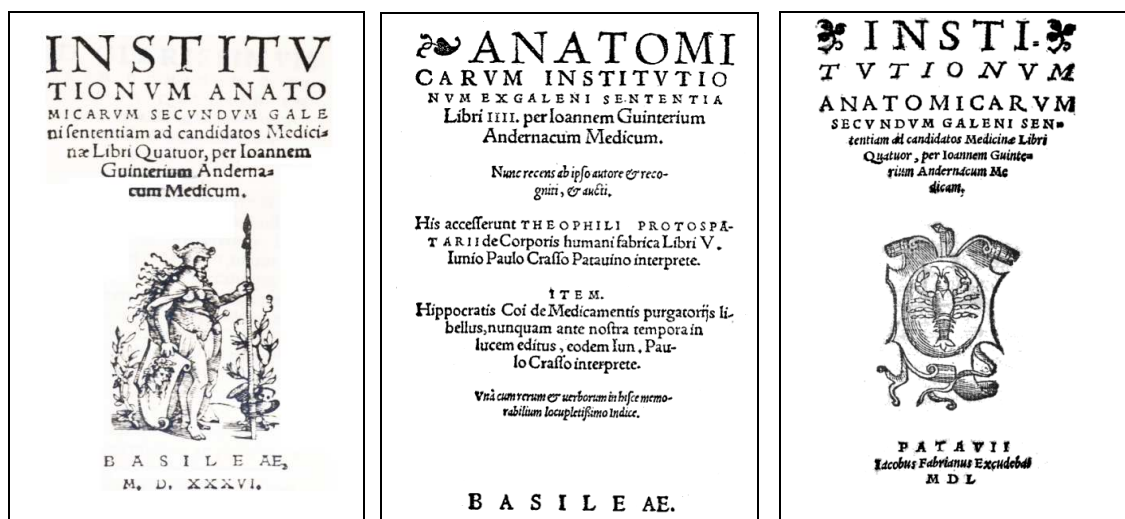 INSTITV
TIONVM ANATO
MICARVM SECVNDVM GALE
ni ſententiam ad candidatos Medici⸗
næ Libri Quatuor, per Ioannem
Guinterium Anderna⸗
cum Medicum.
B A S I L E AE,
M. D. XXXVI.
ANATOMI
CARVM INSTITVTIO
NVM EX GALENI SENTENTIA
Libri IIII. per Ioannem Guinterium
Andernacum Medicum.
Nunc recens ab ipſo autore & reco-
gniti, & aucti.
His acceſſerunt THEOPHILI PROTOSPA-
TARII de Corporis humani fabrica Libri V.
Iunio Paulo Craſſo Patauino interprete.
ITEM.
Hippocratis Coi de Medicamentis purgatorijs li-
bellus, nunquam ante noſtra tempora in
lucem editus, eodem Iun. Pau-
lo Craſſo interprete.
Vnà cum rerum & uerborum in hiſce memo-
rabilium locupletiſsimo Indice.
B A S I L E AE.
INSTI-
TVTIONVM
ANATOMICARVM
SECVNDVM GALENI SEN⸗
tentiam ad candidatos Medicinæ Libri
Quatuor, per Ioannem Guinte⸗
rium Andernacum Me
dicum,
PATAVII
Iacobus Fabrianus Excudebat
MDL